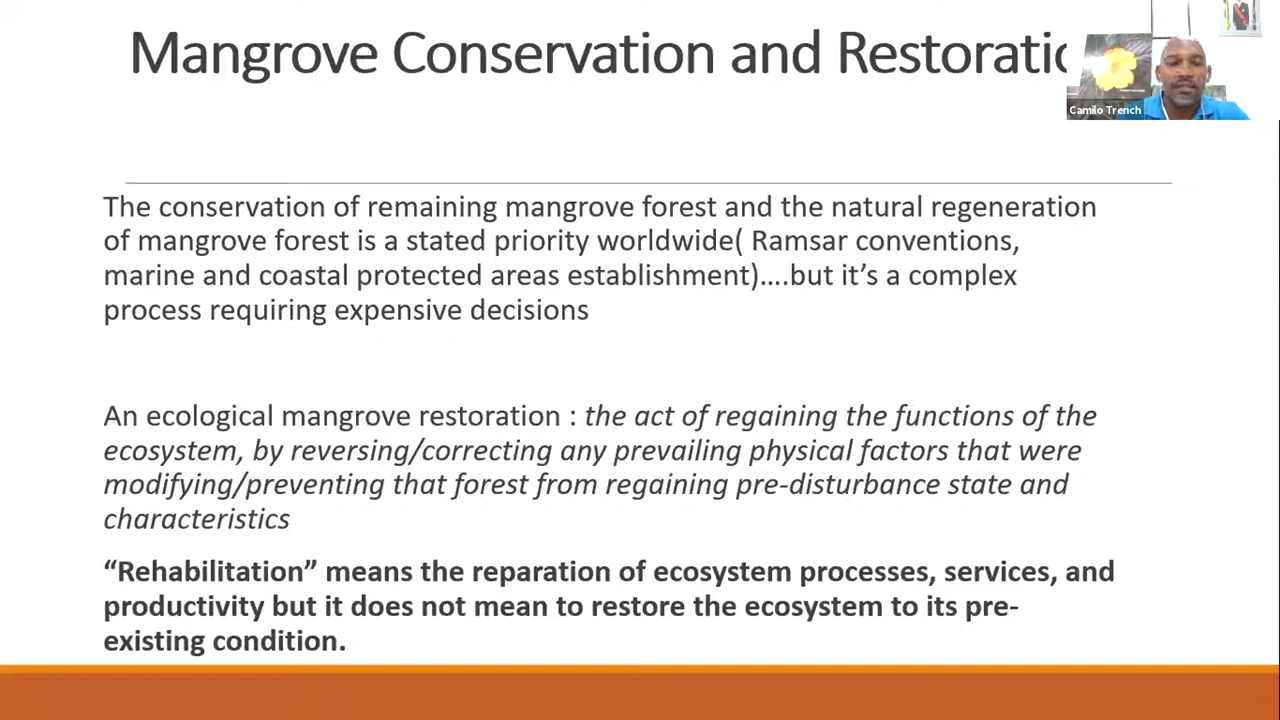 Mangrove Conservation and Restoratio
Camilo Trench
The conservation of remaining mangrove forest and the natural regeneration
of mangrove forest is a stated priority worldwide( Ramsar conventions,
marine and coastal protected areas establishment)….but it’s a complex
process requiring expensive decisions
An ecological mangrove restoration : the act of regaining the functions of the
ecosystem, by reversing/correcting any prevailing physical factors that were
modifying/preventing that forest from regaining pre-disturbance state and
characteristics
“Rehabilitation” means the reparation of ecosystem processes, services, and
productivity but it does not mean to restore the ecosystem to its pre-
existing condition.